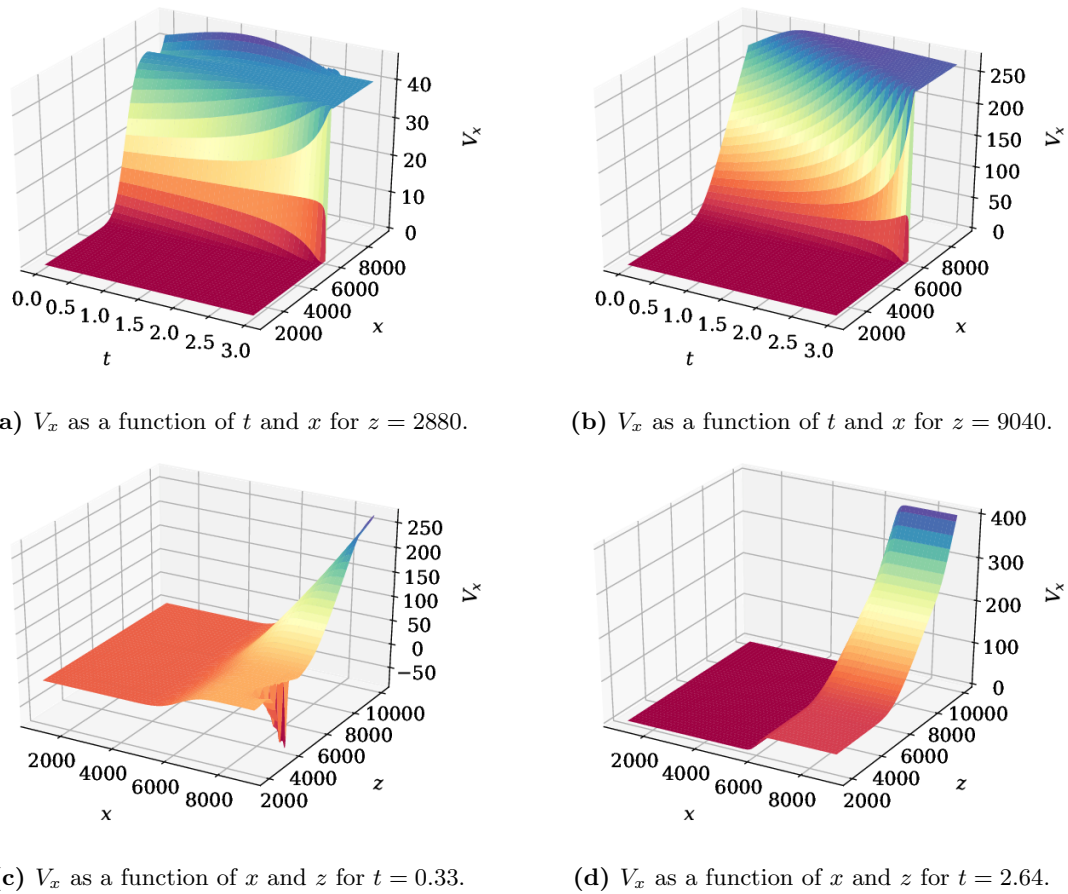 40
30
20
10
0
V_x
0.0 0.5 1.0 1.5 2.0 2.5 3.0
t
2000 4000 6000 8000
x
250
200
150
100
50
0
V_x
0.0 0.5 1.0 1.5 2.0 2.5 3.0
t
2000 4000 6000 8000
x
a) V_x as a function of t and x for z = 2880.
(b) V_x as a function of t and x for z = 9040.
250
200
150
100
50
0
−50
V_x
2000 4000 6000 8000
x
2000 4000 6000 8000 10000
z
400
300
200
100
0
V_x
2000 4000 6000 8000
x
2000 4000 6000 8000 10000
z
c) V_x as a function of x and z for t = 0.33.
(d) V_x as a function of x and z for t = 2.64.